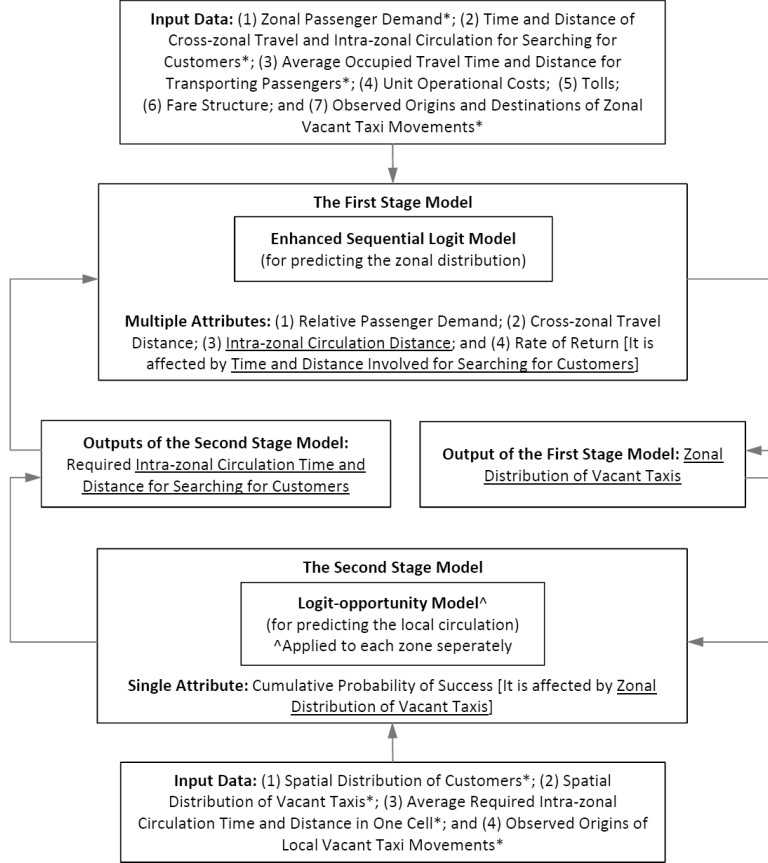 Input Data: (1) Zonal Passenger Demand*; (2) Time and Distance of
Cross-zonal Travel and Intra-zonal Circulation for Searching for
Customers*; (3) Average Occupied Travel Time and Distance for
Transporting Passengers*; (4) Unit Operational Costs; (5) Tolls;
(6) Fare Structure; and (7) Observed Origins and Destinations of Zonal
Vacant Taxi Movements*
The First Stage Model
Enhanced Sequential Logit Model
(for predicting the zonal distribution)
Multiple Attributes: (1) Relative Passenger Demand; (2) Cross-zonal Travel
Distance; (3) Intra-zonal Circulation Distance; and (4) Rate of Return [It is
affected by Time and Distance Involved for Searching for Customers]
Outputs of the Second Stage Model:
Required Intra-zonal Circulation Time and
Distance for Searching for Customers
Output of the First Stage Model: Zonal
Distribution of Vacant Taxis
The Second Stage Model
Logit-opportunity Model^
(for predicting the local circulation)
^Applied to each zone seperately
Single Attribute: Cumulative Probability of Success [It is affected by Zonal
Distribution of Vacant Taxis]
Input Data: (1) Spatial Distribution of Customers*; (2) Spatial
Distribution of Vacant Taxis*; (3) Average Required Intra-zonal
Circulation Time and Distance in One Cell*; and (4) Observed Origins of
Local Vacant Taxi Movements*